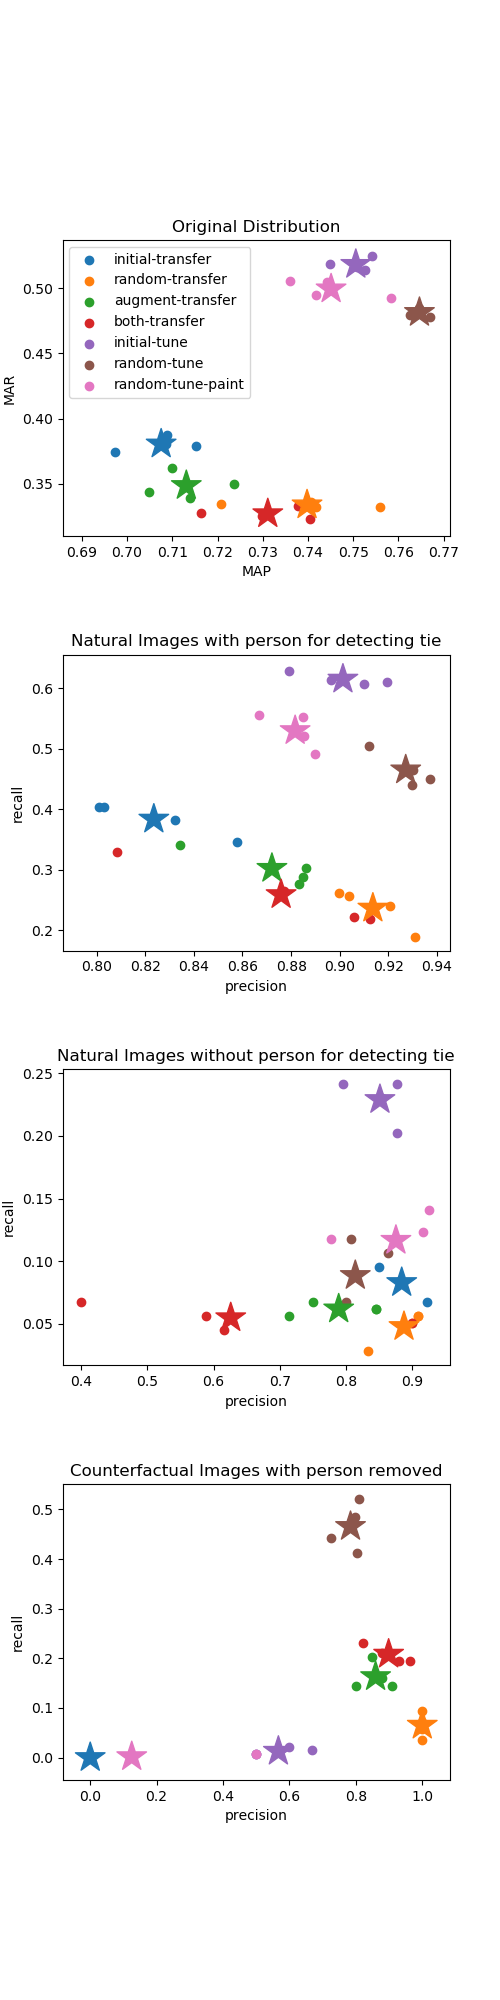 Original Distribution
0.50
0.45
0.40
0.35
MAR
initial-transfer
random-transfer
augment-transfer
both-transfer
initial-tune
random-tune
random-tune-paint
0.69 0.70 0.71 0.72 0.73 0.74 0.75 0.76 0.77
MAP
Natural Images with person for detecting tie
0.6
0.5
0.4
0.3
0.2
recall
0.80 0.82 0.84 0.86 0.88 0.90 0.92 0.94
precision
Natural Images without person for detecting tie
0.25
0.20
0.15
0.10
0.05
recall
0.4 0.5 0.6 0.7 0.8 0.9
precision
Counterfactual Images with person removed
0.5
0.4
0.3
0.2
0.1
0.0
recall
0.0 0.2 0.4 0.6 0.8 1.0
precision